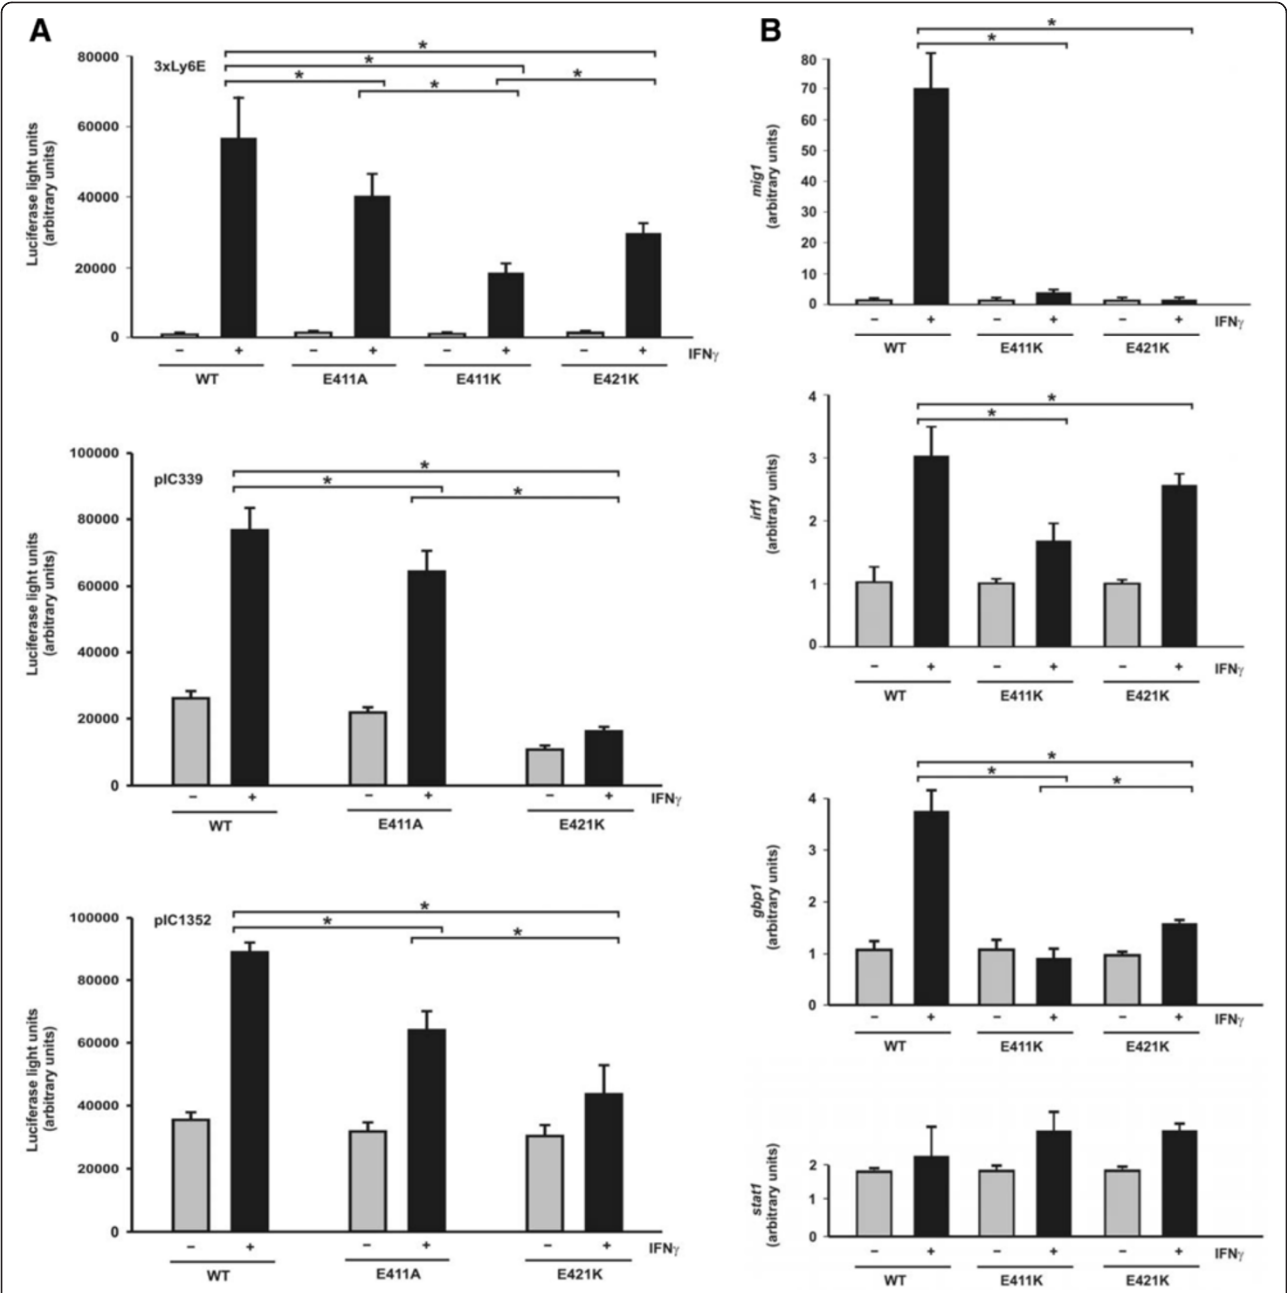 A
3xLy6E
Luciferase light units
(arbitrary units)
80000
60000
40000
20000
0
* * * * *
– + – + – + – + IFNγ
WT E411A E411K E421K
pIC339
Luciferase light units
(arbitrary units)
100000
80000
60000
40000
20000
0
* * *
– + – + – + IFNγ
WT E411A E421K
pIC1352
Luciferase light units
(arbitrary units)
100000
80000
60000
40000
20000
0
* * *
– + – + – + IFNγ
WT E411A E421K
B
mig1
(arbitrary units)
80
70
60
50
40
30
20
10
0
* *
– + – + – + IFNγ
WT E411K E421K
irf1
(arbitrary units)
4
3
2
1
0
* *
– + – + – + IFNγ
WT E411K E421K
gbp1
(arbitrary units)
4
3
2
1
0
* * *
– + – + – + IFNγ
WT E411K E421K
stat1
(arbitrary units)
2
1
0
– + – + – + IFNγ
WT E411K E421K